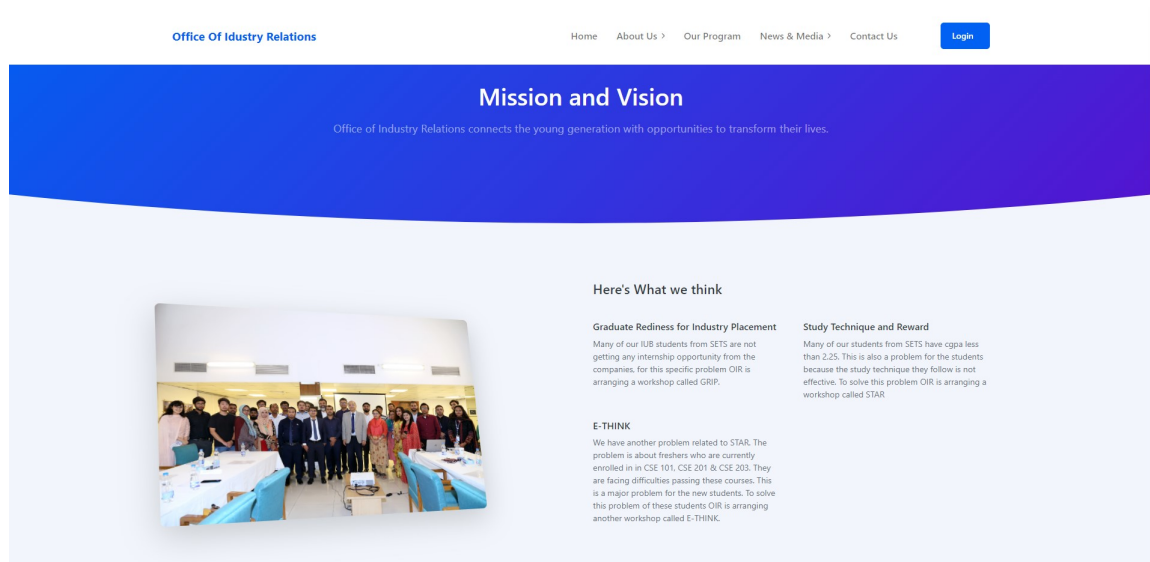 Office Of Idustry Relations
Home About Us > Our Program News & Media > Contact Us Login
Mission and Vision
Office of Industry Relations connects the young generation with opportunities to transform their lives.
Here's What we think
Graduate Rediness for Industry Placement
Many of our IUB students from SETS are not
getting any internship opportunity from the
companies, for this specific problem OIR is
arranging a workshop called GRIP.
Study Technique and Reward
Many of our students from SETS have cgpa less
than 2.25. This is also a problem for the students
because the study technique they follow is not
effective. To solve this problem OIR is arranging a
workshop called STAR
E-THINK
We have another problem related to STAR. The
problem is about freshers who are currently
enrolled in in CSE 101, CSE 201 & CSE 203. They
are facing difficulties passing these courses. This
is a major problem for the new students. To solve
this problem of these students OIR is arranging
another workshop called E-THINK.